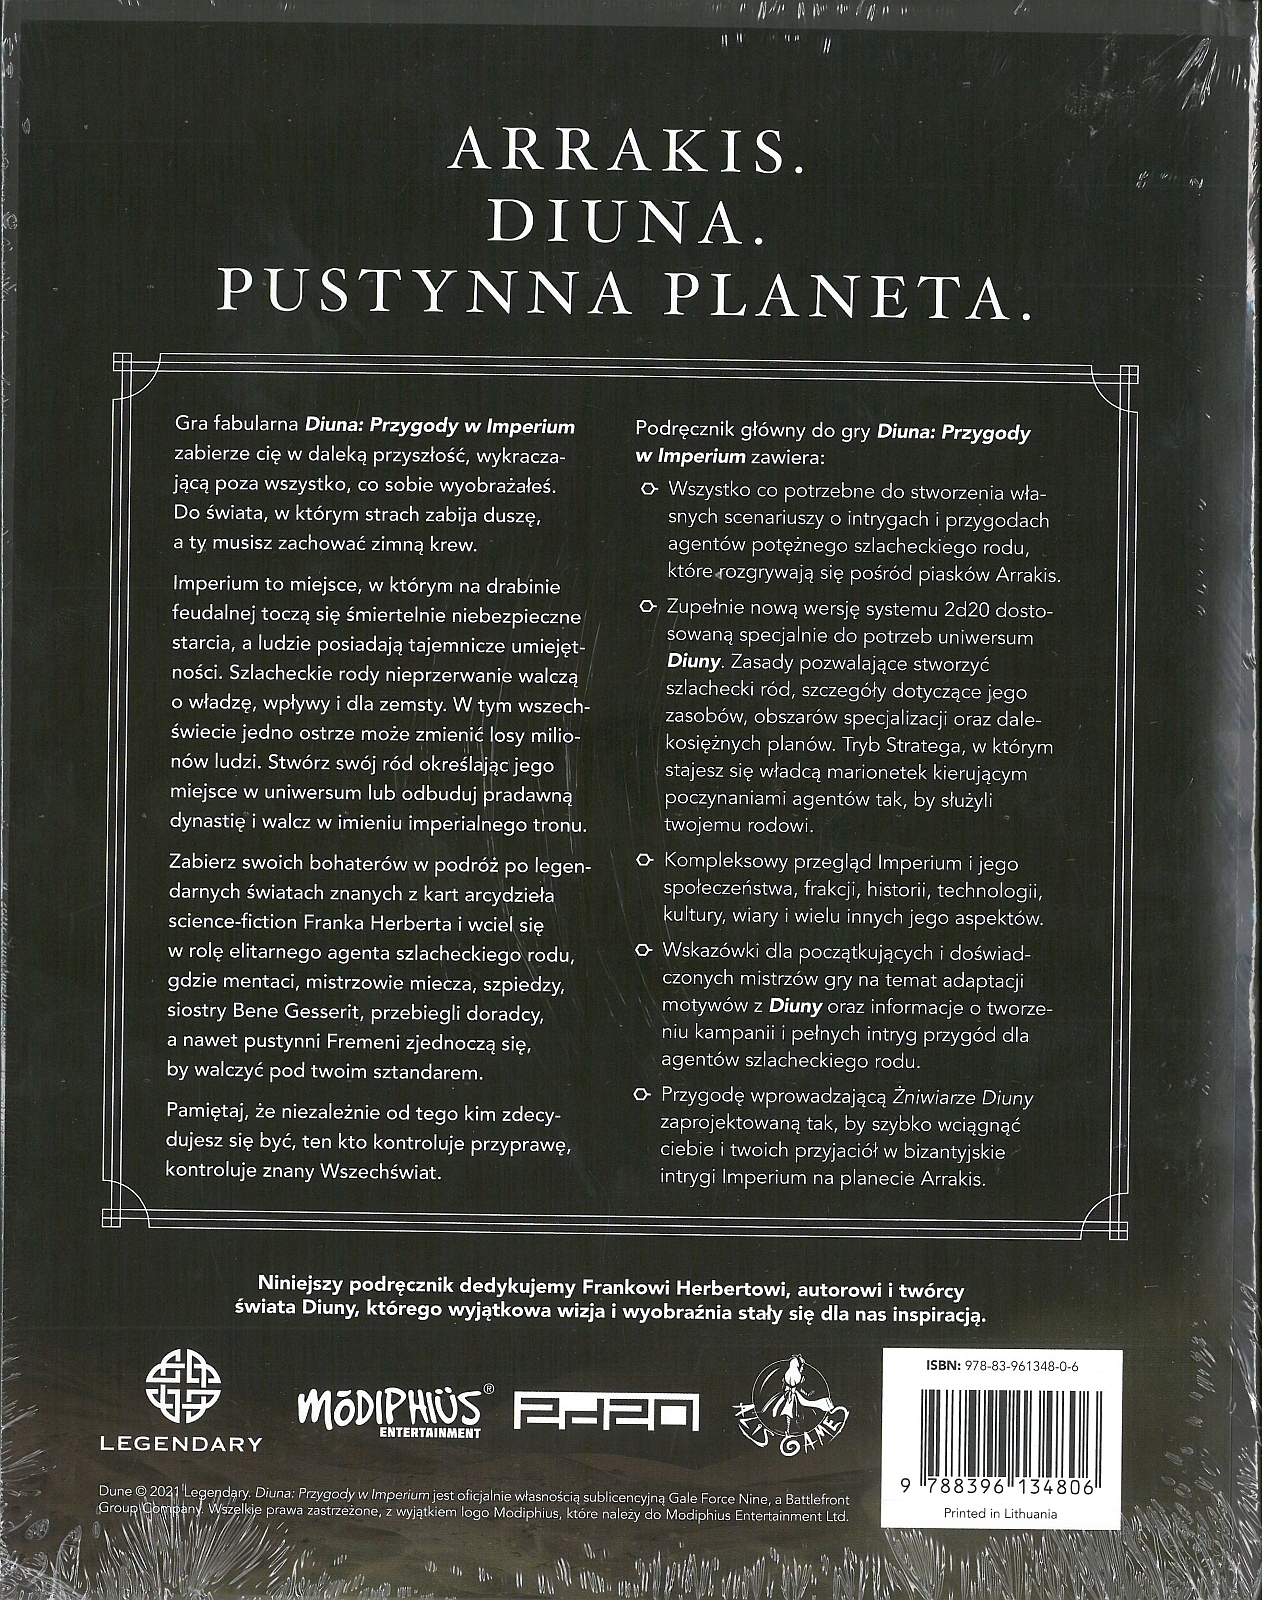 ARRAKIS.
DIUNA.
PUSTYNNA PLANETA.
Gra fabularna Diuna: Przygody w Imperium
zabierze cię w daleką przyszłość, wykracza-
jącą poza wszystko, co sobie wyobrażałeś.
Do świata, w którym strach zabija duszę,
a ty musisz zachować zimną krew.
Imperium to miejsce, w którym na drabinie
feudalnej toczą się śmiertelnie niebezpieczne
starcia, a ludzie posiadają tajemnicze umiejęt-
ności. Szlacheckie rody nieprzerwanie walczą
o władzę, wpływy i dla zemsty. W tym wszech-
świecie jedno ostrze może zmienić losy milio-
nów ludzi. Stwórz swój ród określając jego
miejsce w uniwersum lub odbuduj pradawną
dynastię i walcz w imieniu imperialnego tronu.
Zabierz swoich bohaterów w podróż po legen-
darnych światach znanych z kart arcydzieła
science-fiction Franka Herberta i wciel się
w rolę elitarnego agenta szlacheckiego rodu,
gdzie mentaci, mistrzowie miecza, szpiedzy,
siostry Bene Gesserit, przebiegli doradcy,
a nawet pustynni Fremeni zjednoczą się,
by walczyć pod twoim sztandarem.
Pamiętaj, że niezależnie od tego kim zdecy-
dujesz się być, ten kto kontroluje przyprawę,
kontroluje znany Wszechświat.
Podręcznik główny do gry Diuna: Przygody
w Imperium zawiera:
Wszystko co potrzebne do stworzenia wła-
snych scenariuszy o intrygach i przygodach
agentów potężnego szlacheckiego rodu,
które rozgrywają się pośród piasków Arrakis.
Zupełnie nową wersję systemu 2d20 dosto-
sowaną specjalnie do potrzeb uniwersum
Diuny. Zasady pozwalające stworzyć
szlachecki ród, szczegóły dotyczące jego
zasobów, obszarów specjalizacji oraz dale-
kosiężnych planów. Tryb Stratega, w którym
stajesz się władcą marionetek kierującym
poczynaniami agentów tak, by służyli
twojemu rodowi.
Kompleksowy przegląd Imperium i jego
społeczeństwa, frakcji, historii, technologii,
kultury, wiary i wielu innych jego aspektów.
Wskazówki dla początkujących i doświad-
czonych mistrzów gry na temat adaptacji
motywów z Diuny oraz informacje o tworze-
niu kampanii i pełnych intryg przygód dla
agentów szlacheckiego rodu.
Przygodę wprowadzającą Żniwiarze Diuny
zaprojektowaną tak, by szybko wciągnąć
ciebie i twoich przyjaciół w bizantyjskie
intrygi Imperium na planecie Arrakis.
Niniejszy podręcznik dedykujemy Frankowi Herbertowi, autorowi i twórcy
świata Diuny, którego wyjątkowa wizja i wyobraźnia stały się dla nas inspiracją.
LEGENDARY
MŌDIPHIÜS®
ENTERTAINMENT
2d20
AL'S GAMES
ISBN: 978-83-961348-0-6
9 788396 134806
Printed in Lithuania
Dune © 2021 Legendary. Diuna: Przygody w Imperium jest oficjalnie własnością sublicencyjną Gale Force Nine, a Battlefront
Group Company. Wszelkie prawa zastrzeżone, z wyjątkiem logo Modiphius, które należy do Modiphius Entertainment Ltd.